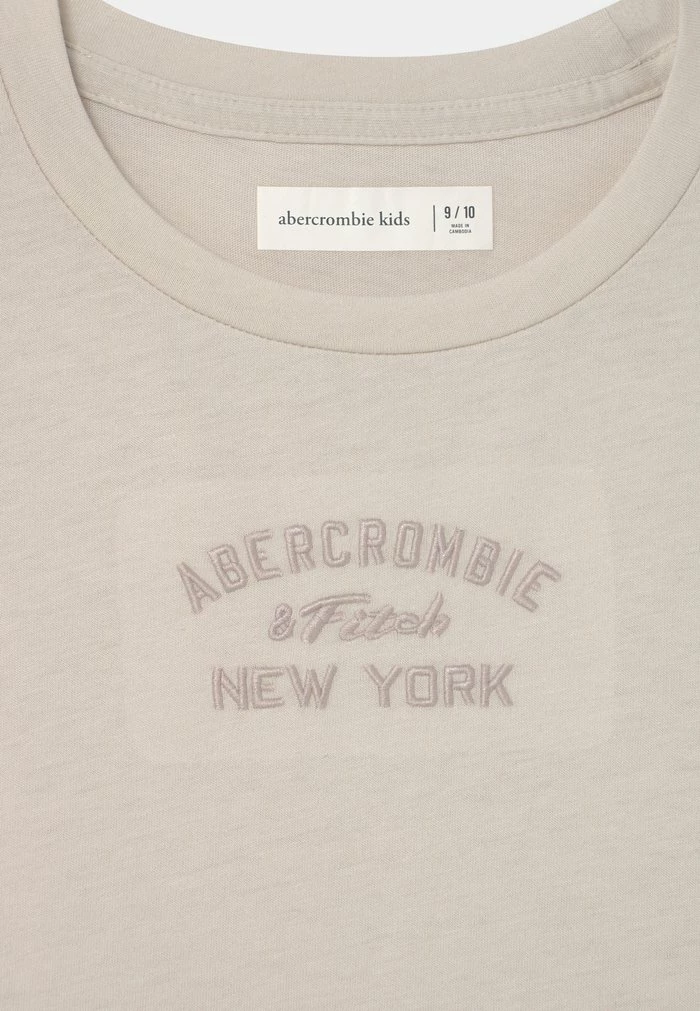 abercrombie kids
9 / 10
MADE IN
CAMBODIA
ABERCROMBIE
& Fitch
NEW YORK